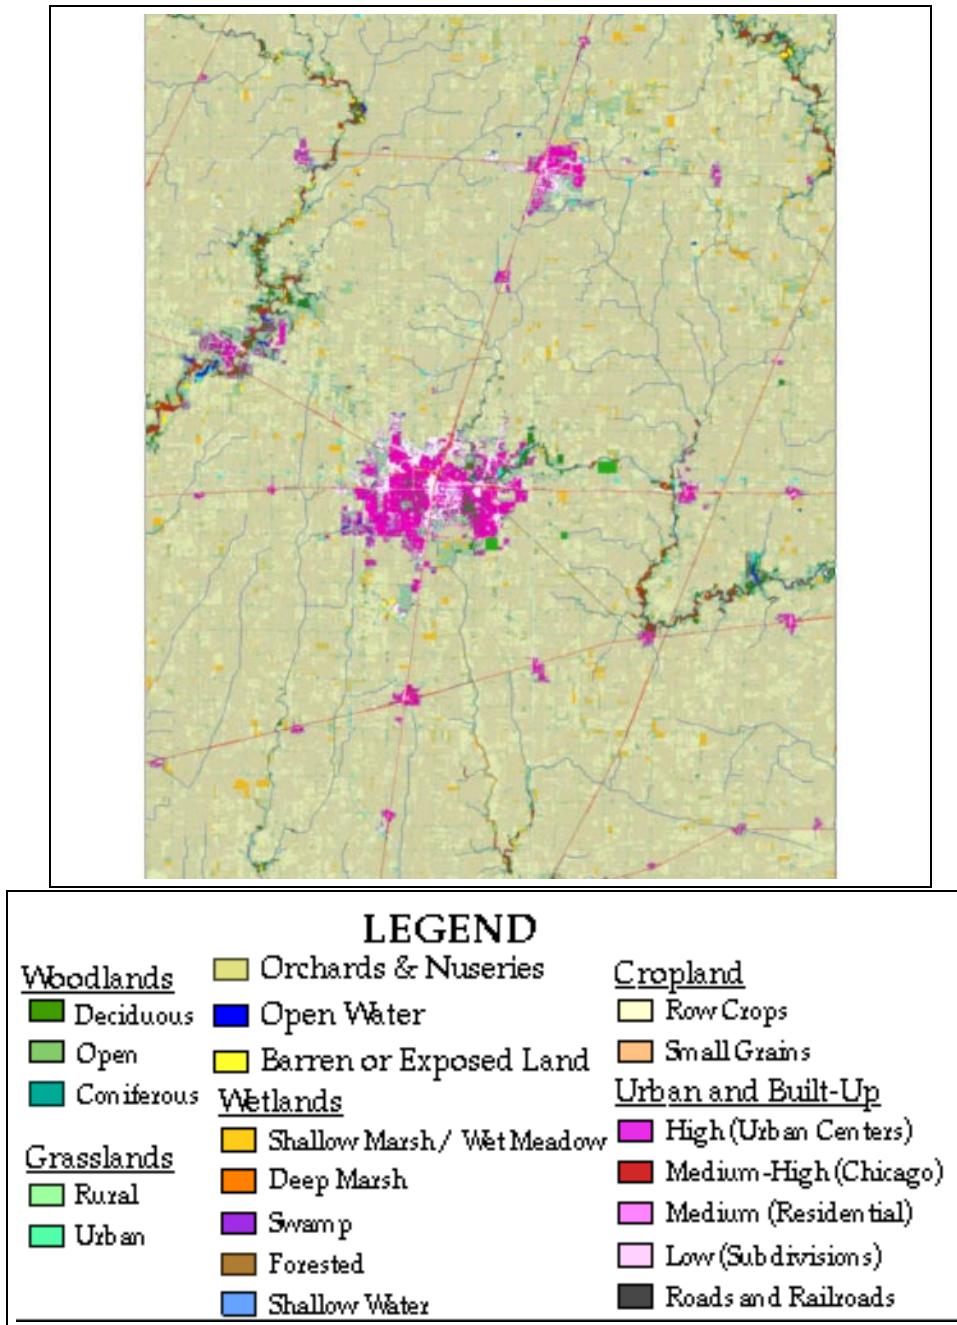 LEGEND
Woodlands
Deciduous
Open
Coniferous
Grasslands
Rural
Urban
Orchards & Nuseries
Open Water
Barren or Exposed Land
Wetlands
Shallow Marsh/ Wet Meadow
Deep Marsh
Swamp
Forested
Shallow Water
Cropland
Row Crops
Small Grains
Urban and Built-Up
High (Urban Centers)
Medium-High (Chicago)
Medium (Residential)
Low (Subdivisions)
Roads and Railroads